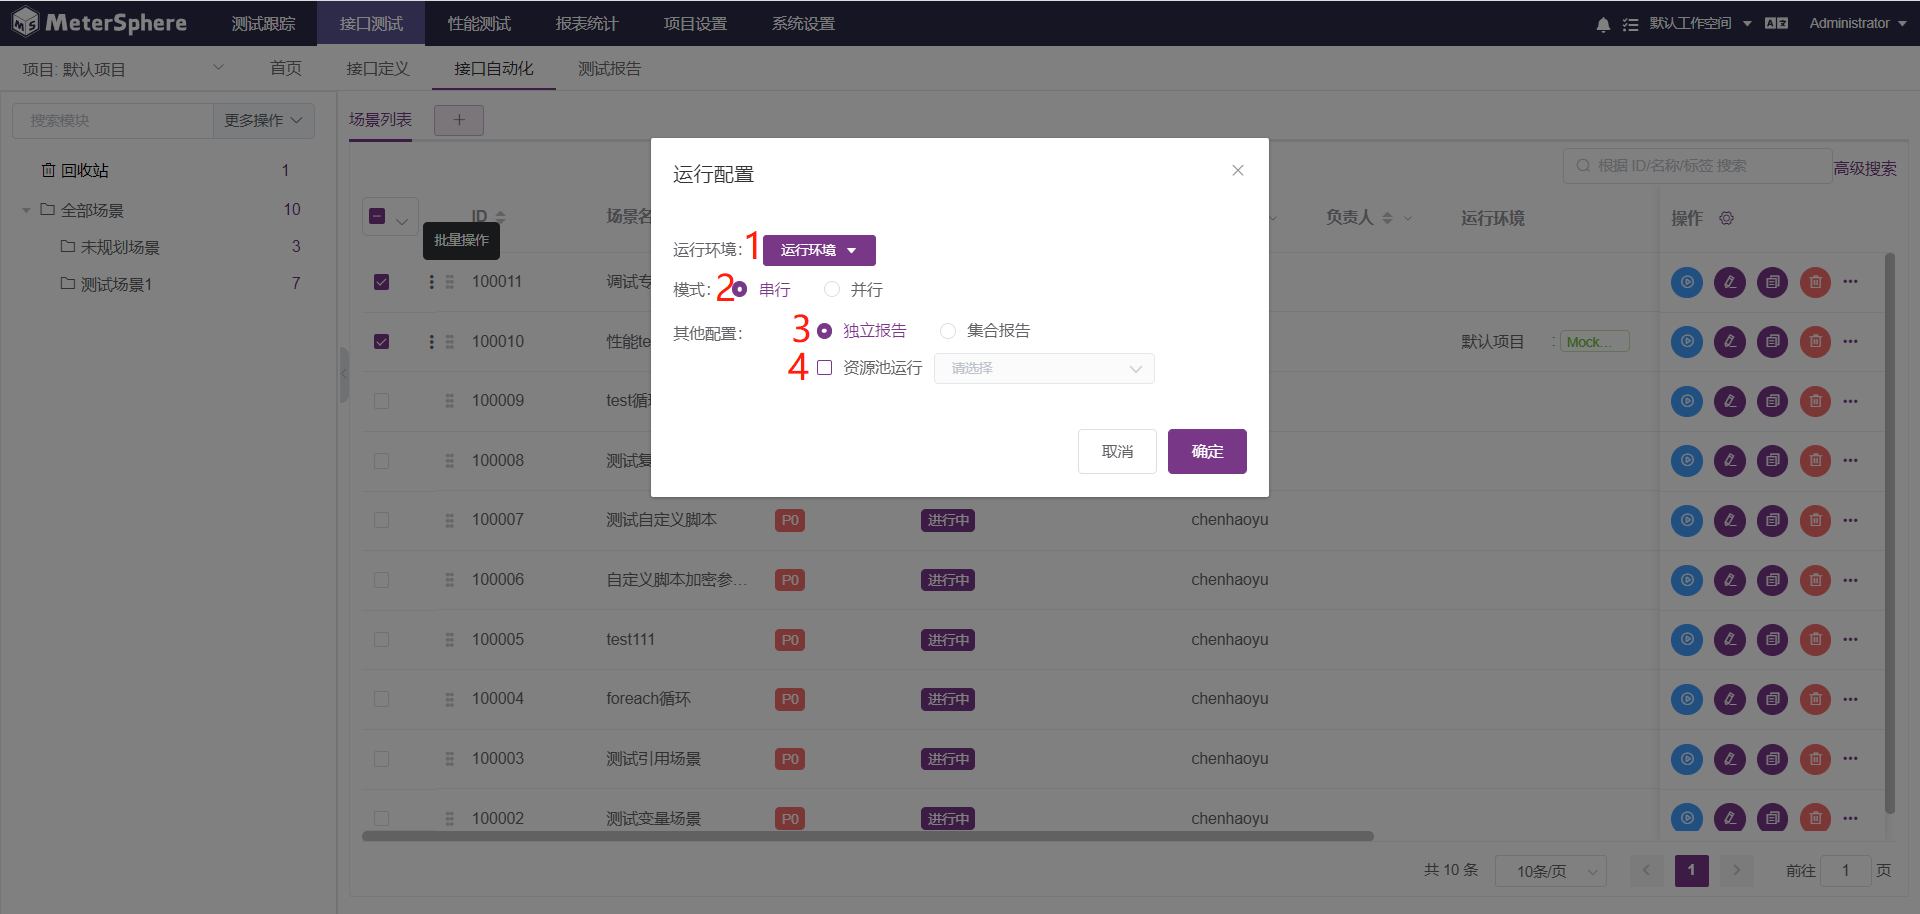 MeterSphere 测试跟踪 接口测试 性能测试 报表统计 项目设置 系统设置 默认工作空间 Administrator
项目: 默认项目 首页 接口定义 接口自动化 测试报告
搜索模块 更多操作
场景列表 +
回收站 1
全部场景 10
未规划场景 3
测试场景1 7
根据 ID/名称/标签 搜索 高级搜索
ID 场景名 负责人 运行环境 操作
批量操作
100011 调试专
100010 性能te 默认项目 : Mock...
100009 test循
100008 测试复
100007 测试自定义脚本 P0 进行中 chenhaoyu
100006 自定义脚本加密参... P0 进行中 chenhaoyu
100005 test111 P0 进行中 chenhaoyu
100004 foreach循环 P0 进行中 chenhaoyu
100003 测试引用场景 P0 进行中 chenhaoyu
100002 测试变量场景 P0 进行中 chenhaoyu
共 10 条 10条/页 1 前往 1 页
运行配置
运行环境: 1 运行环境
模式: 2 串行 并行
其他配置: 3 独立报告 集合报告
4 资源池运行 请选择
取消 确定